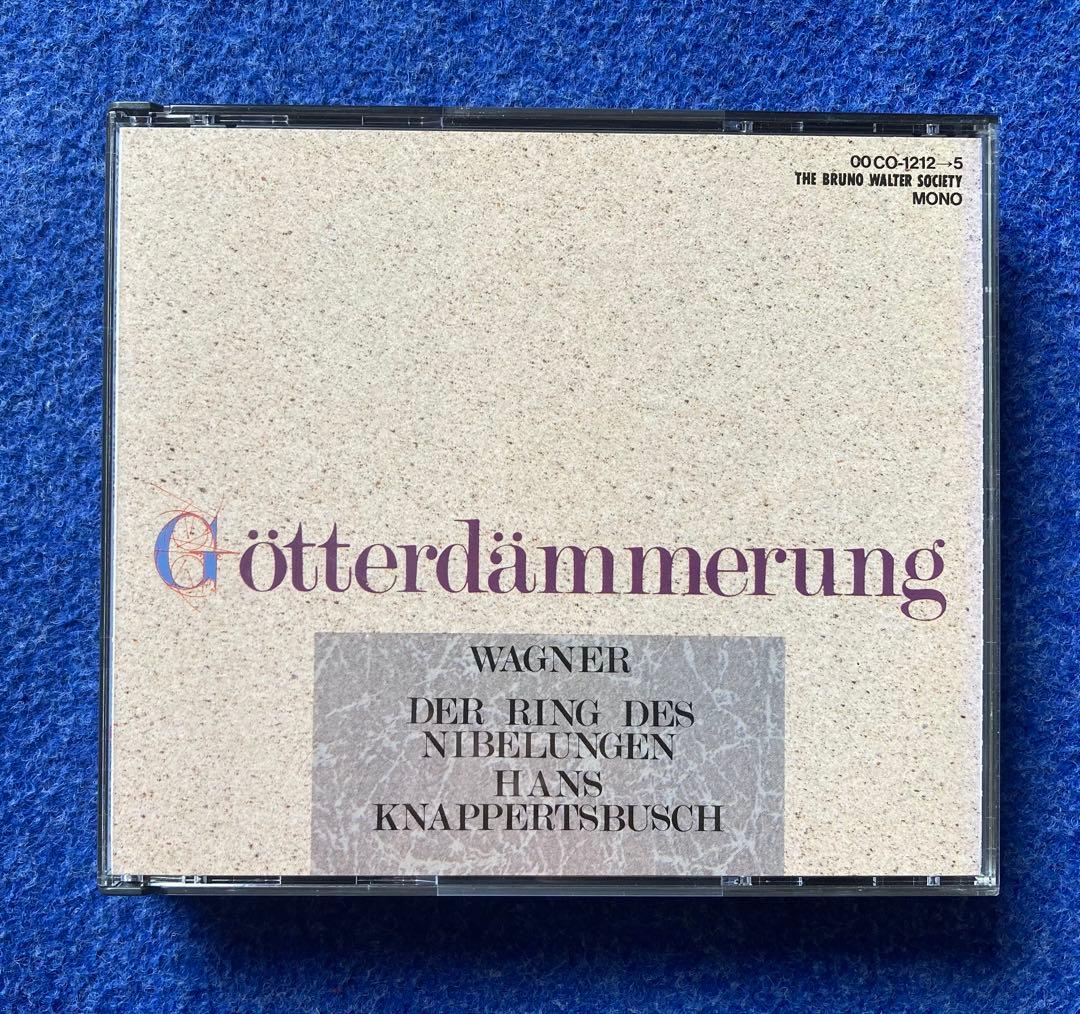 00CO-1212→5
THE BRUNO WALTER SOCIETY
MONO
Götterdämmerung
WAGNER
DER RING DES
NIBELUNGEN
HANS
KNAPPERTSBUSCH